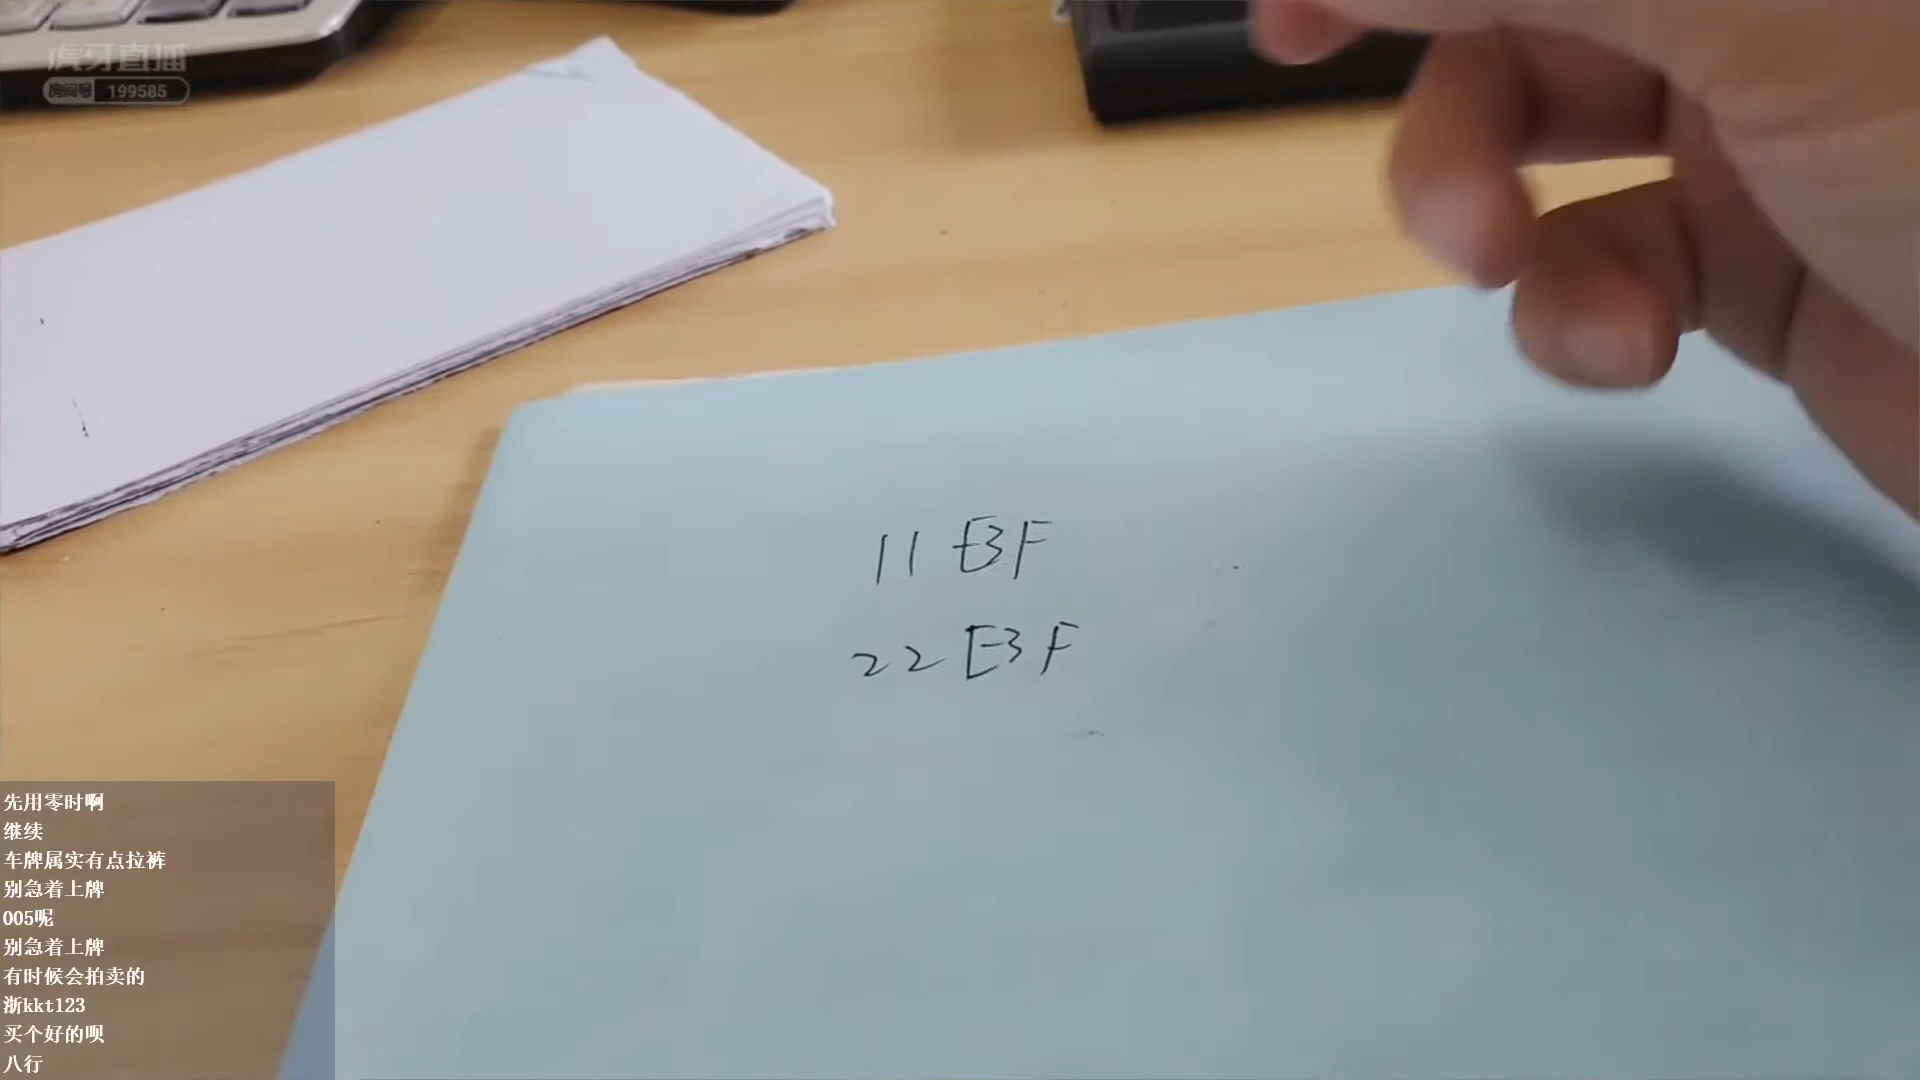 虎牙直播
房间号 199585
11 E3F
22 E3F
先用零时啊
继续
车牌属实有点拉裤
别急着上牌
005呢
别急着上牌
有时候会拍卖的
浙kkt123
买个好的呗
八行